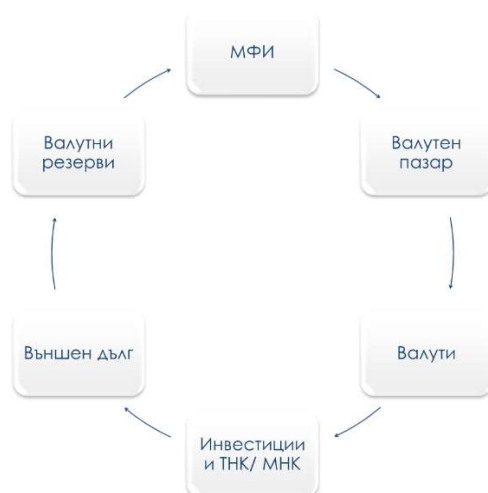 МФИ
Валутен
пазар
Валути
Инвестиции
и ТНК/ МНК
Външен дълг
Валутни
резерви